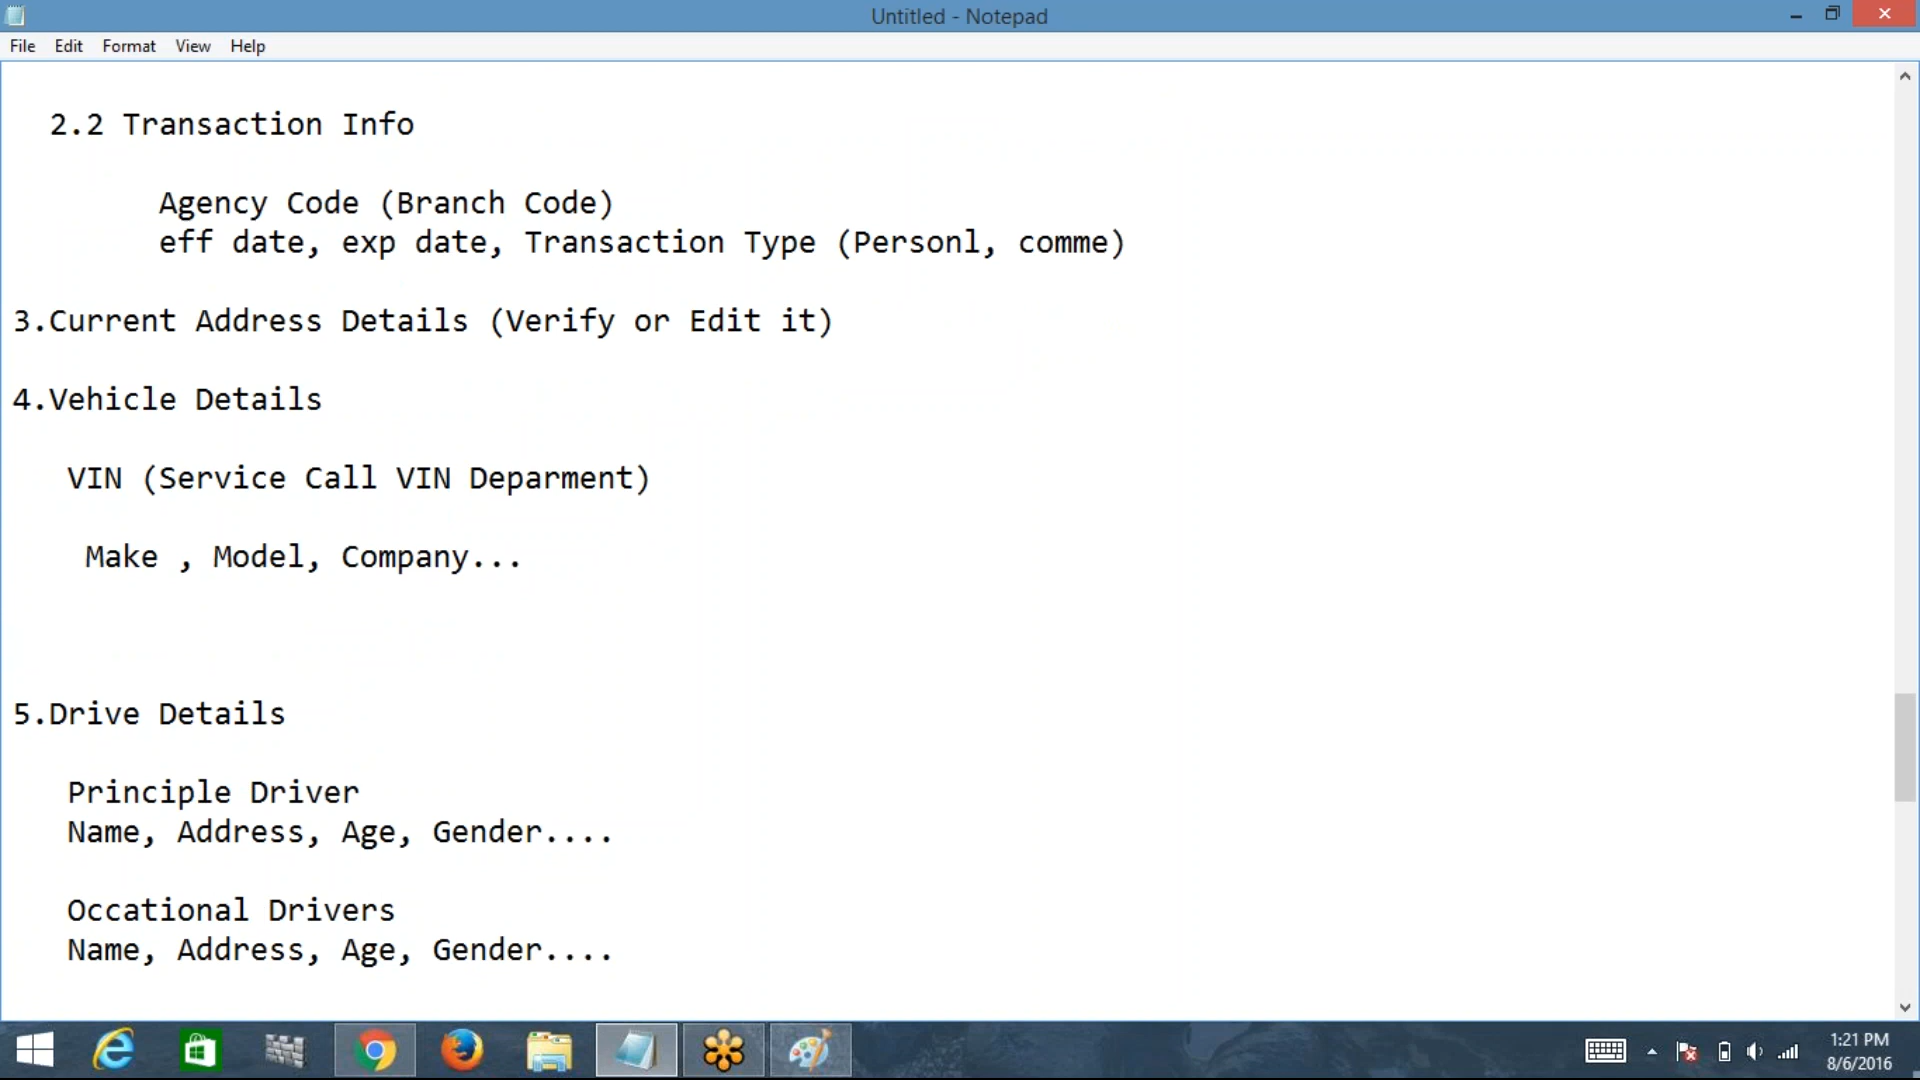 Untitled - Notepad
File Edit Format View Help
2.2 Transaction Info
Agency Code (Branch Code)
eff date, exp date, Transaction Type (Personl, comme)
3.Current Address Details (Verify or Edit it)
4.Vehicle Details
VIN (Service Call VIN Deparment)
Make , Model, Company...
5.Drive Details
Principle Driver
Name, Address, Age, Gender....
Occational Drivers
Name, Address, Age, Gender....
1:21 PM
8/6/2016